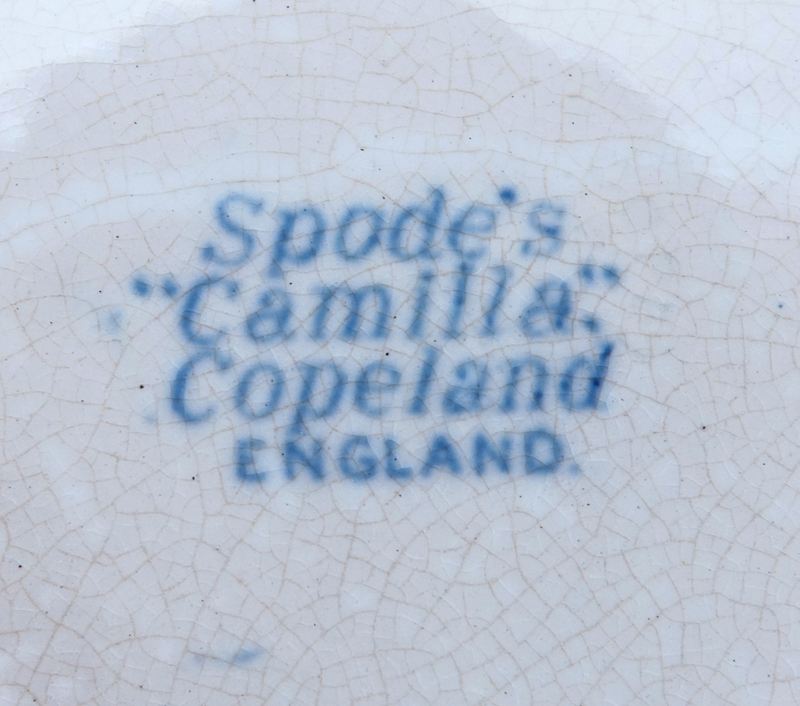 Spode's
"Camilla".
Copeland
ENGLAND.